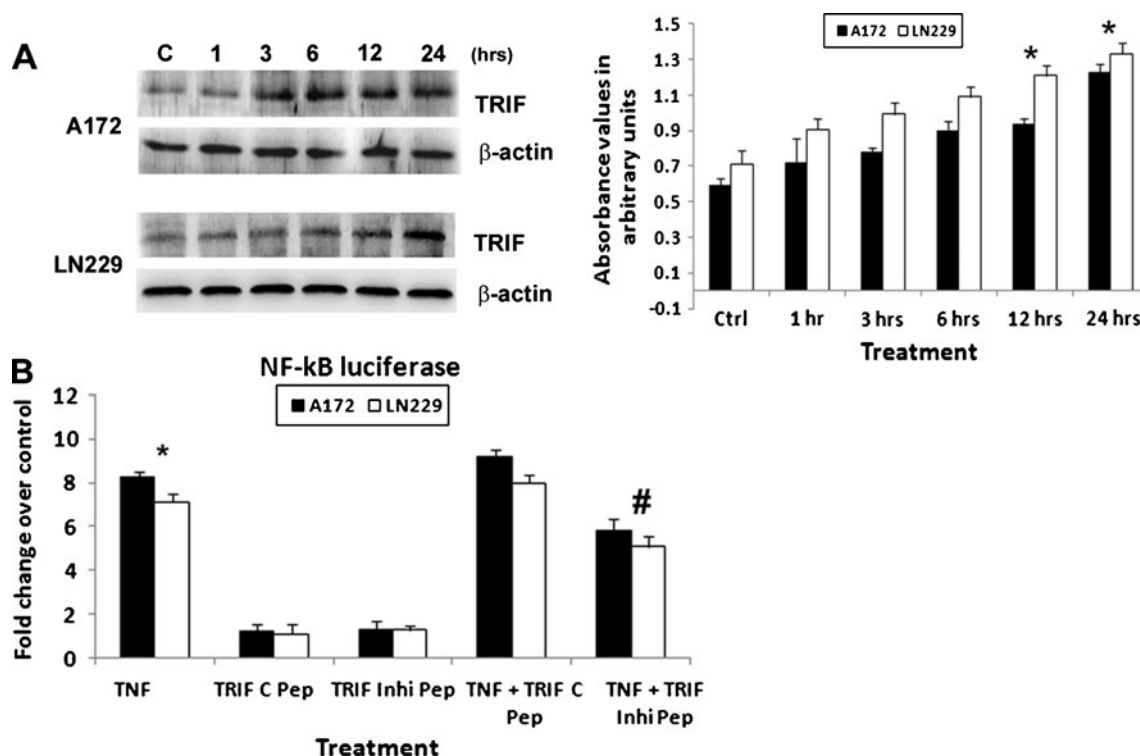 A
C 1 3 6 12 24 (hrs)
A172
TRIF
β-actin
LN229
TRIF
β-actin
A172 LN229
Absorbance values in
arbitrary units
1.5
1.3
1.1
0.9
0.7
0.5
0.3
0.1
-0.1
* *
Ctrl 1 hr 3 hrs 6 hrs 12 hrs 24 hrs
Treatment
B
NF-kB luciferase
A172 LN229
Fold change over control
12
10
8
6
4
2
0
*
#
TNF TRIF C Pep TRIF Inhi Pep TNF + TRIF C TNF + TRIF
Pep Inhi Pep
Treatment